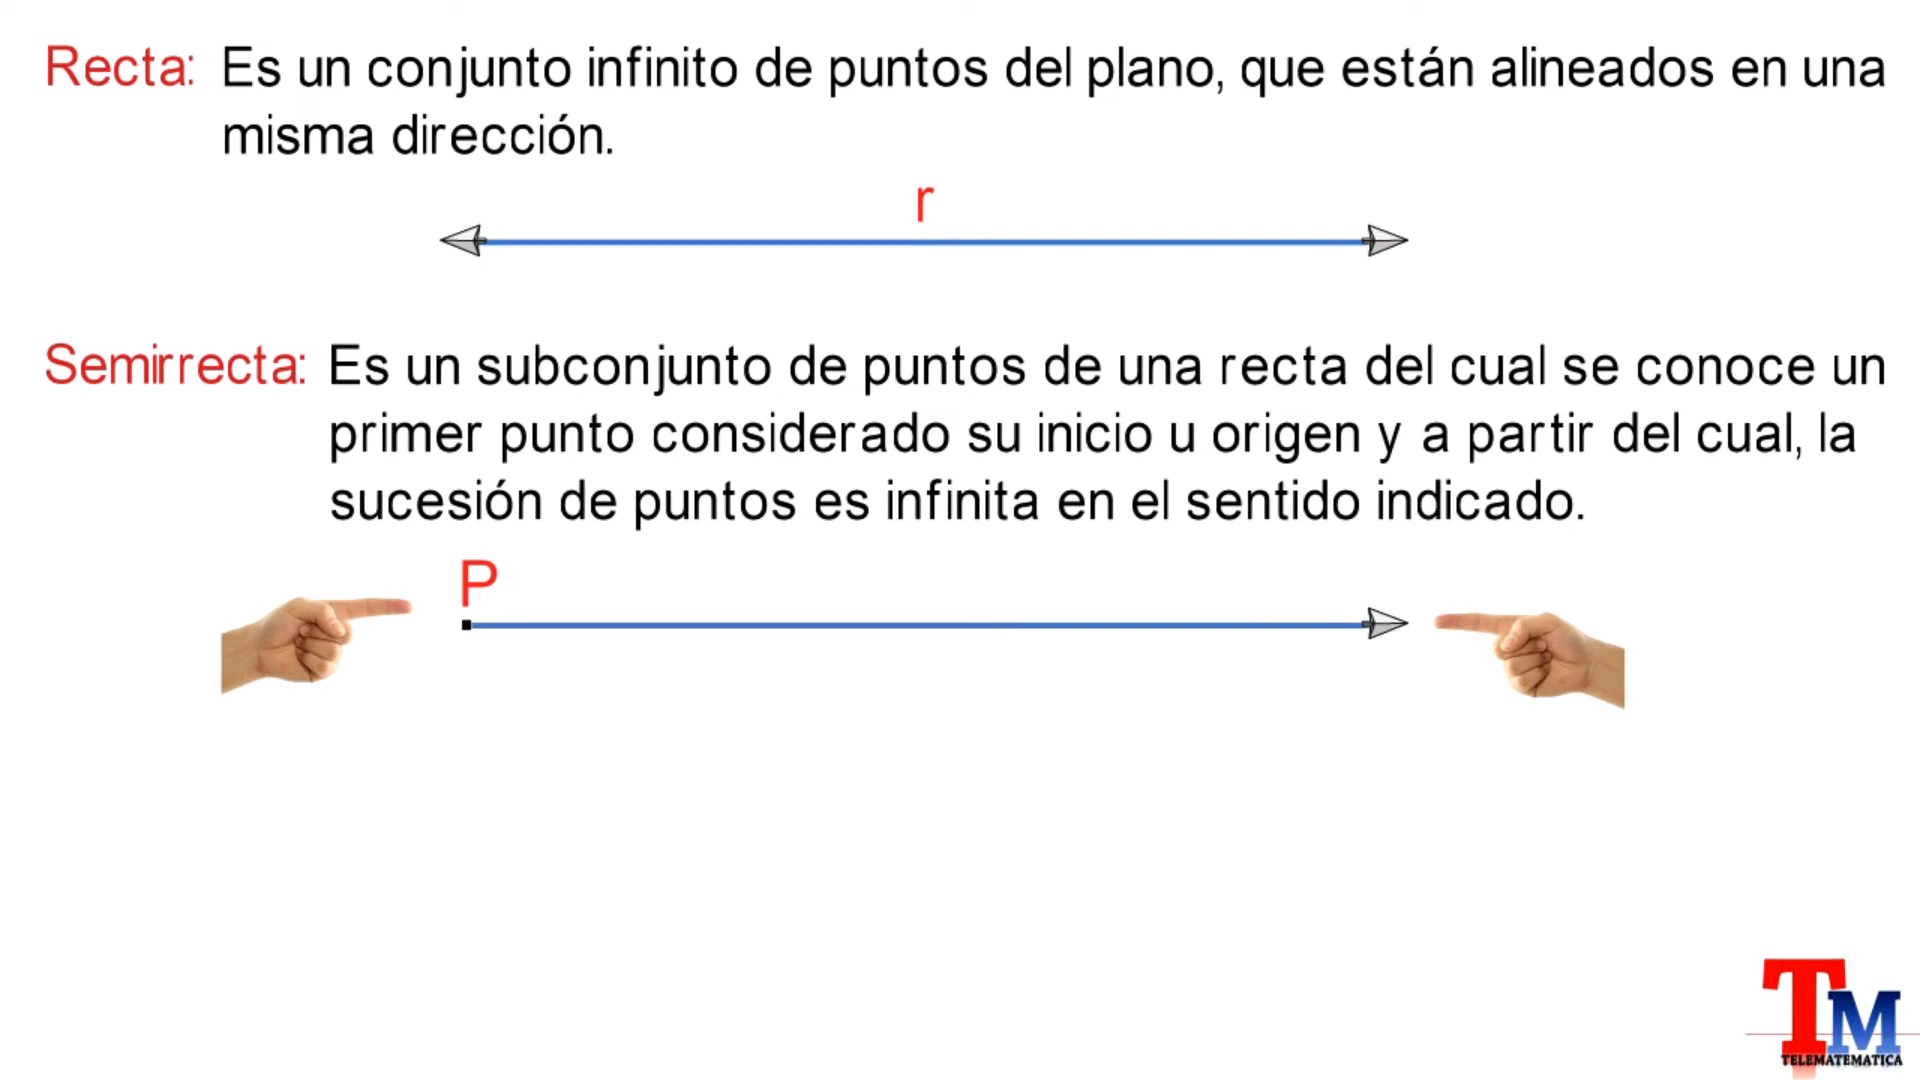 Recta: Es un conjunto infinito de puntos del plano, que están alineados en una
misma dirección.
r
Semirrecta: Es un subconjunto de puntos de una recta del cual se conoce un
primer punto considerado su inicio u origen y a partir del cual, la
sucesión de puntos es infinita en el sentido indicado.
P
TM
TELEMATEMATICA